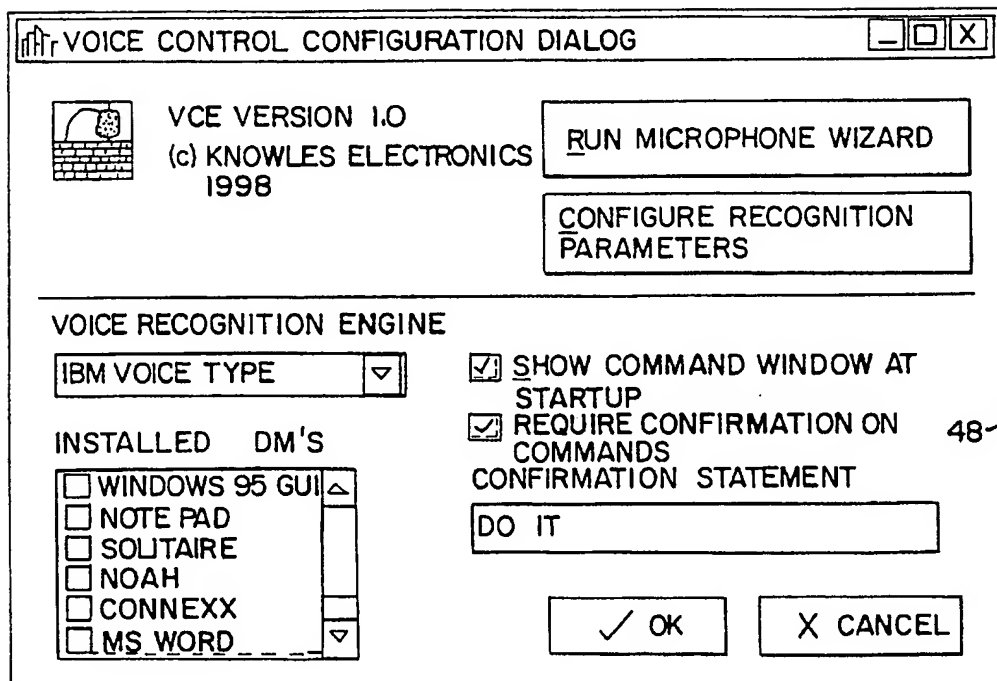 VOICE CONTROL CONFIGURATION DIALOG
VCE VERSION 1.0
(c) KNOWLES ELECTRONICS
1998
RUN MICROPHONE WIZARD
CONFIGURE RECOGNITION
PARAMETERS
VOICE RECOGNITION ENGINE
IBM VOICE TYPE
SHOW COMMAND WINDOW AT
STARTUP
REQUIRE CONFIRMATION ON
COMMANDS
48
INSTALLED DM'S
WINDOWS 95 GUI
NOTE PAD
SOLITAIRE
NOAH
CONNEXX
MS WORD
CONFIRMATION STATEMENT
DO IT
OK
X CANCEL